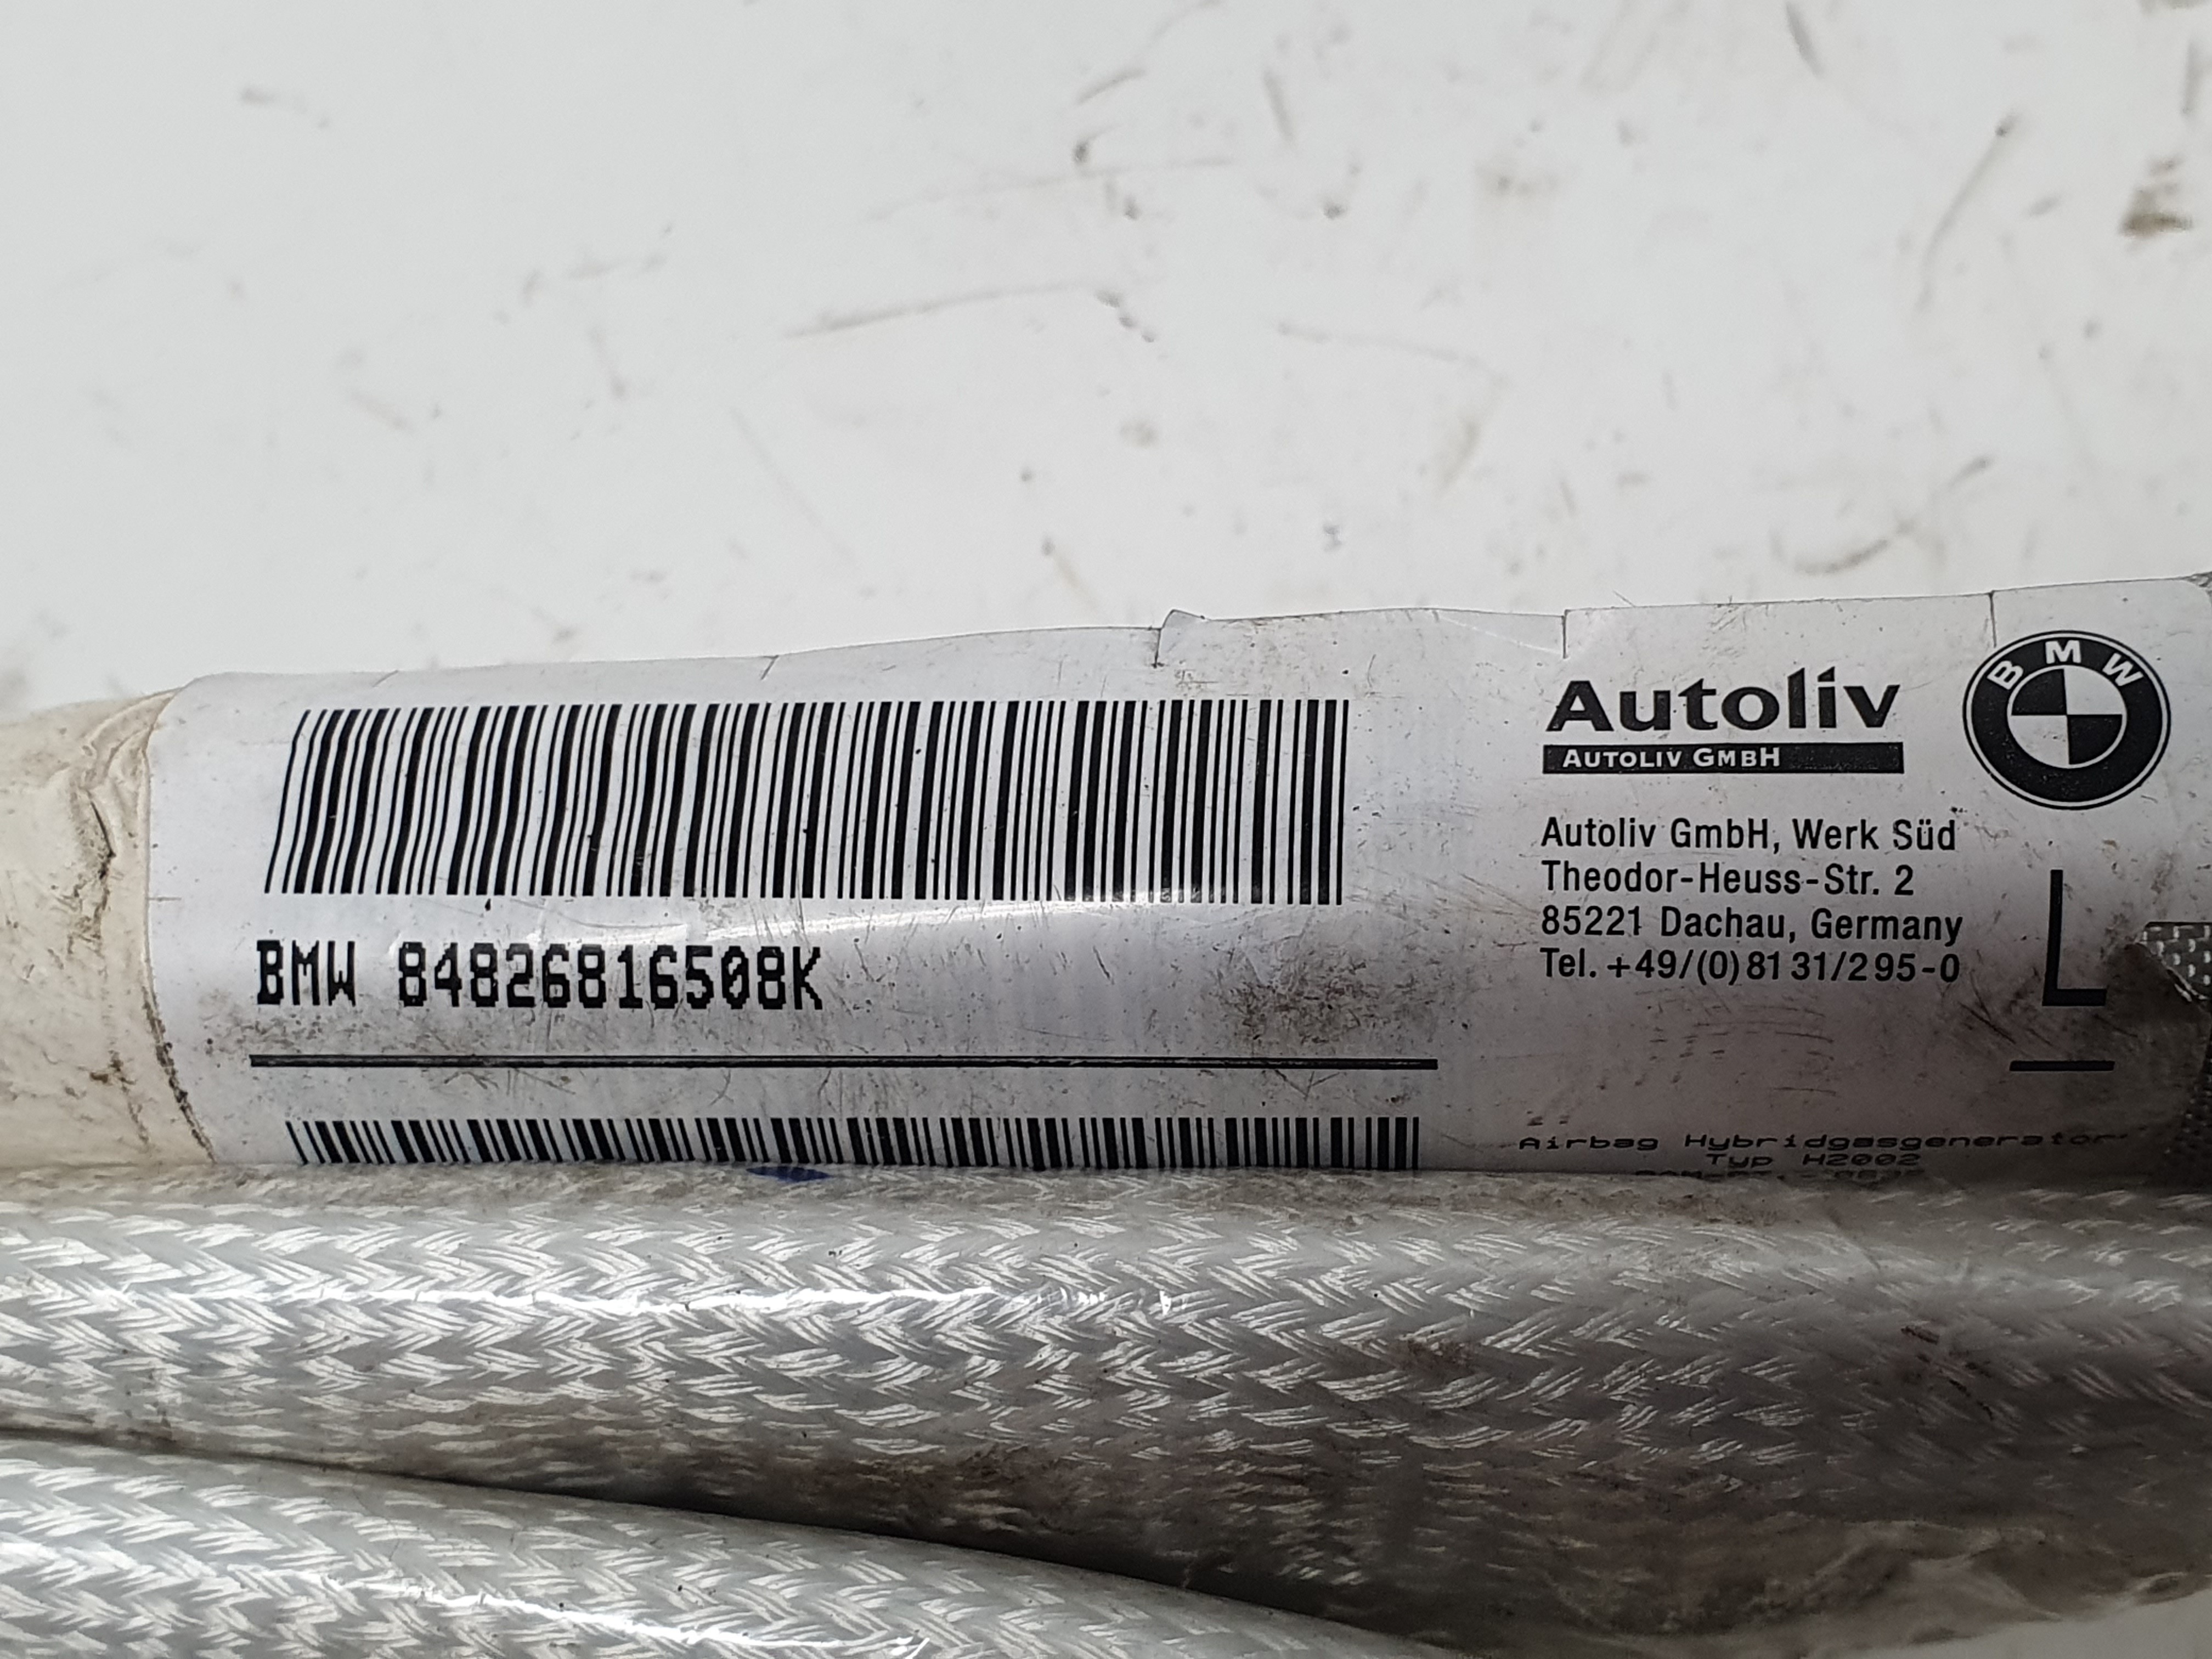 BMW 84826816508K
Autoliv
AUTOLIV GMBH
BMW
Autoliv GmbH, Werk Süd
Theodor-Heuss-Str. 2
85221 Dachau, Germany
Tel. +49/(0)8131/295-0
L
Airbag Hybridgasgenerator
Typ H2002